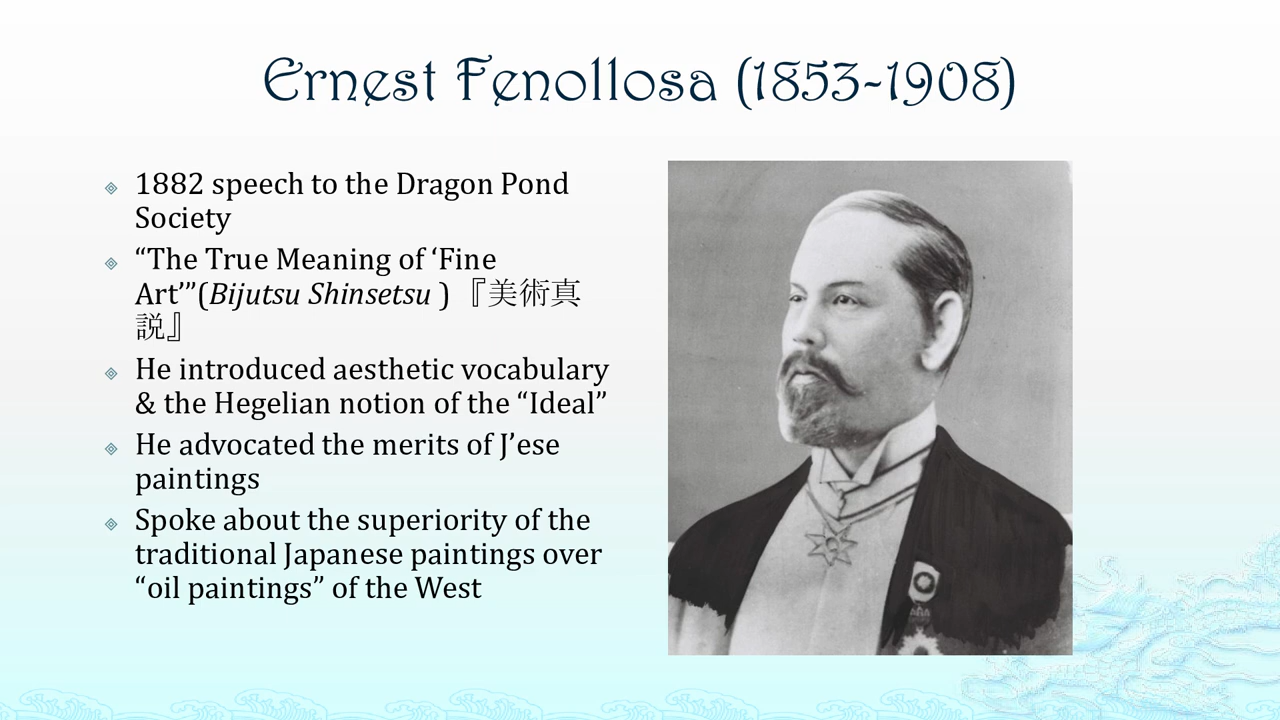 Ernest Fenollosa (1853-1908)
1882 speech to the Dragon Pond
Society
“The True Meaning of ‘Fine
Art’”(Bijutsu Shinsetsu ) 『美術真
説』
He introduced aesthetic vocabulary
& the Hegelian notion of the “Ideal”
He advocated the merits of J’ese
paintings
Spoke about the superiority of the
traditional Japanese paintings over
“oil paintings” of the West